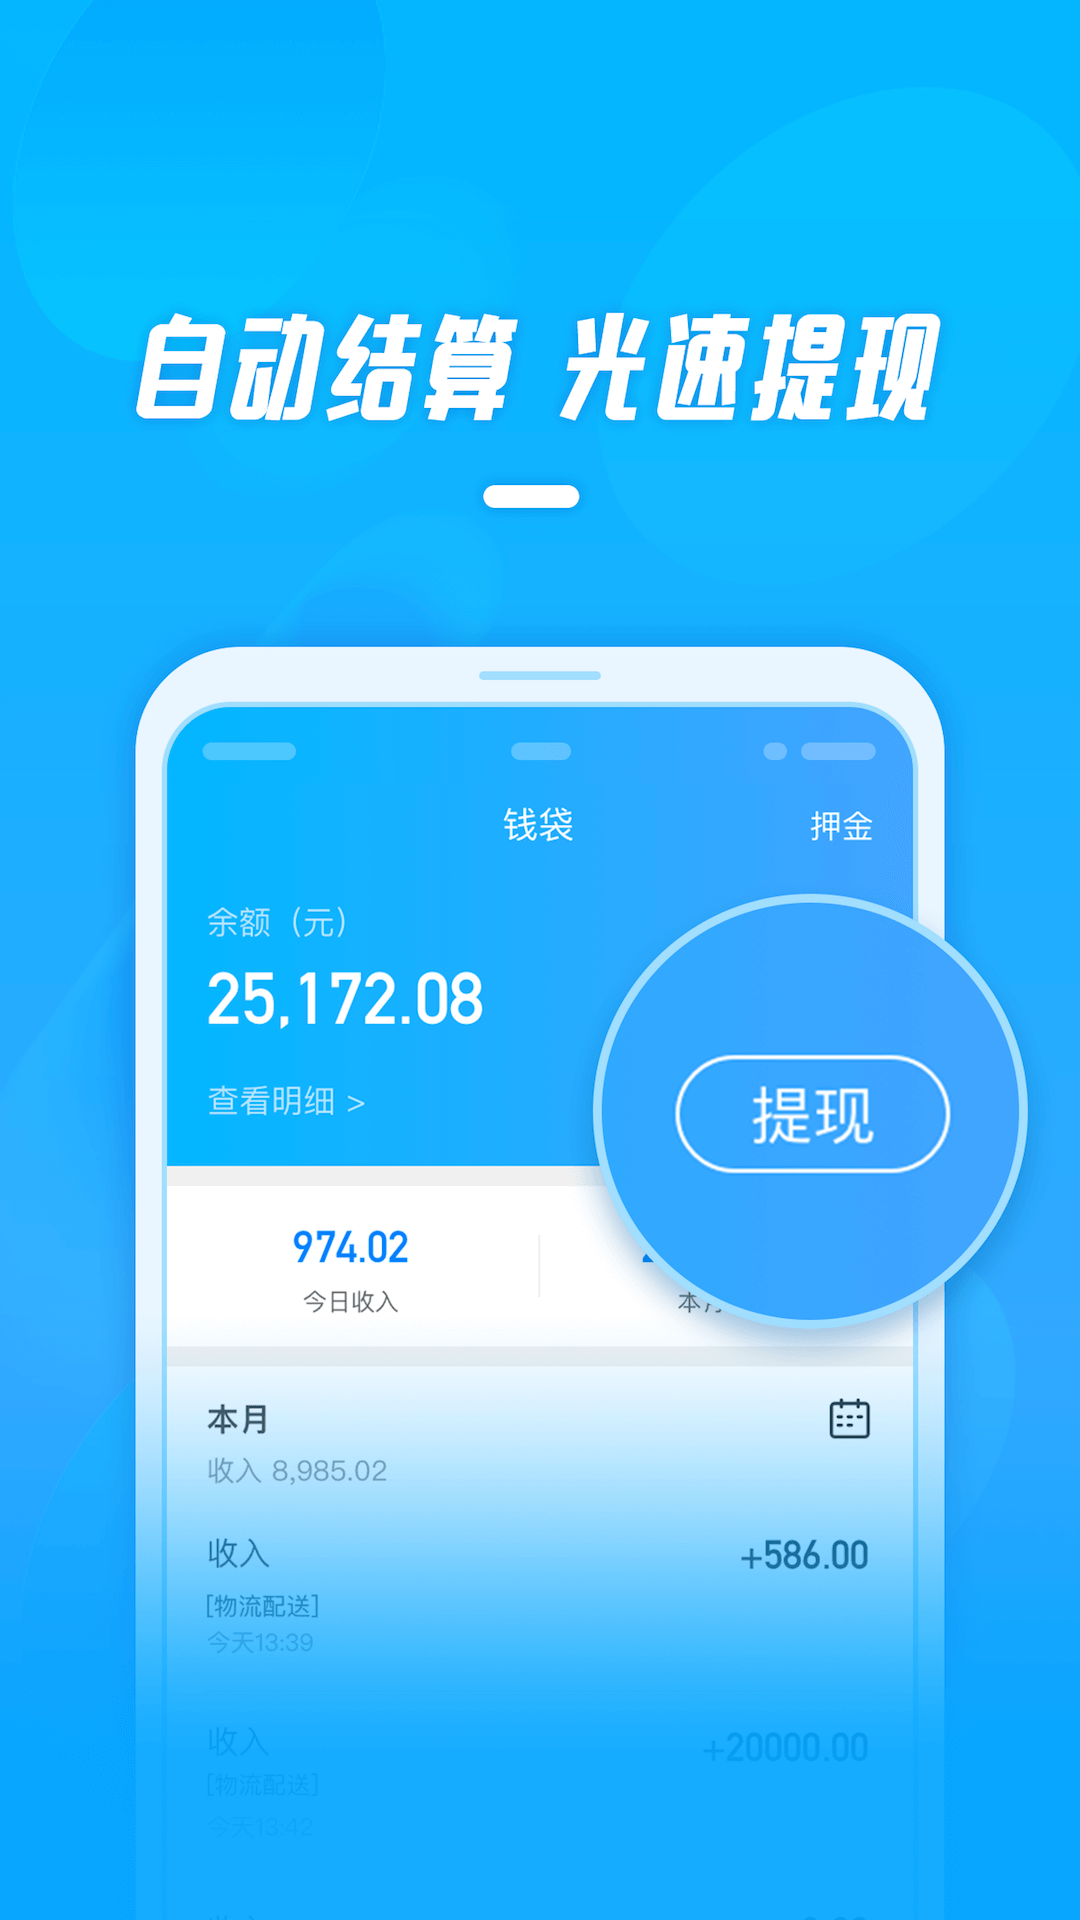 自动结算 光速提现
钱袋
押金
余额（元）
25,172.08
查看明细 >
提现
974.02
今日收入
本月
本月
收入 8,985.02
收入
+586.00
[物流配送]
今天13:39
收入
+20000.00
[物流配送]
今天13:42